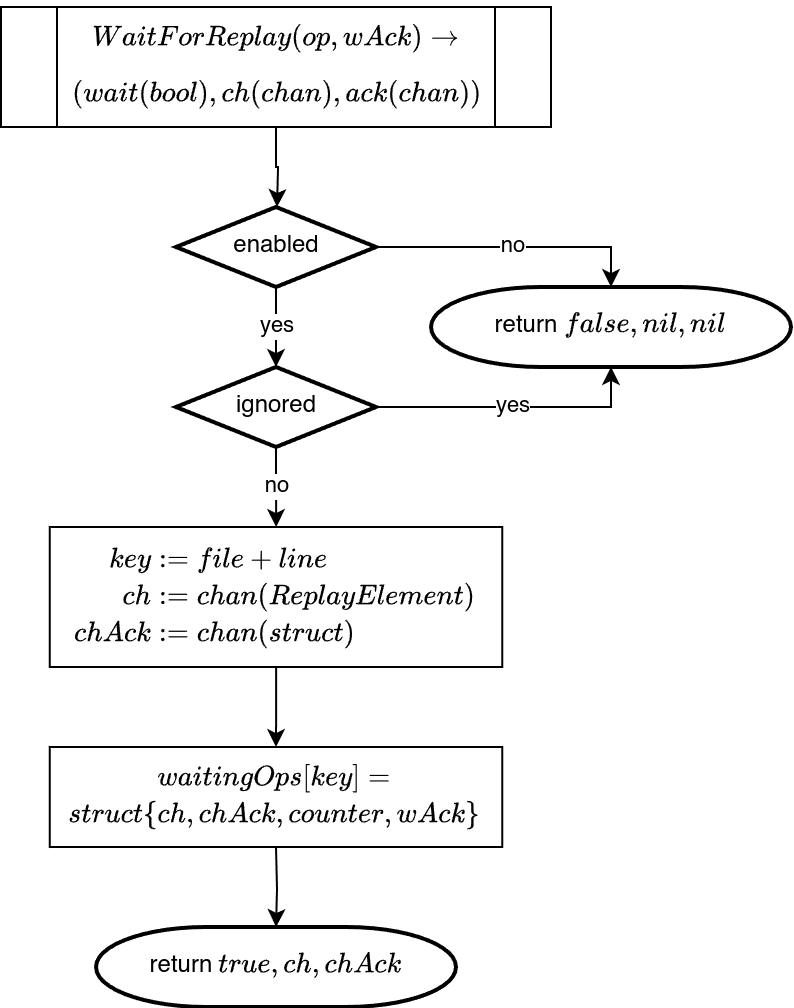 WaitForReplay(op, wAck) →
(wait(bool), ch(chan), ack(chan))
enabled
no
return false, nil, nil
yes
ignored
yes
no
key := file + line
ch := chan(ReplayElement)
chAck := chan(struct)
waitingOps[key] =
struct{ch, chAck, counter, wAck}
return true, ch, chAck